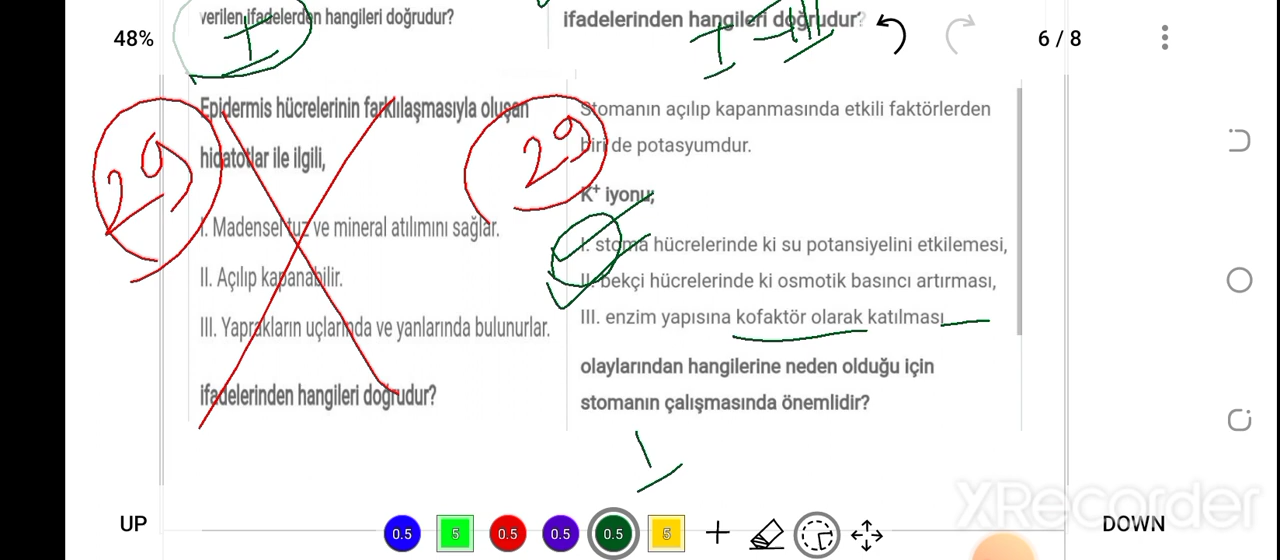 verilen ifadelerden hangileri doğrudur?
I
ifadelerinden hangileri doğrudur?
I
48%
6 / 8
Epidermis hücrelerinin farklılaşmasıyla oluşan
hidatotlar ile ilgili,
I. Madensel tuz ve mineral atılımını sağlar.
II. Açılıp kapanabilir.
III. Yaprakların uçlarında ve yanlarında bulunurlar.
ifadelerinden hangileri doğrudur?
29
29
Stomanın açılıp kapanmasında etkili faktörlerden
biri de potasyumdur.
K⁺ iyonu;
I. stoma hücrelerinde ki su potansiyelini etkilemesi,
II. bekçi hücrelerinde ki osmotik basıncı artırması,
III. enzim yapısına kofaktör olarak katılması
olaylarından hangilerine neden olduğu için
stomanın çalışmasında önemlidir?
UP
0.5
5
0.5
0.5
0.5
5
DOWN
XRecorder